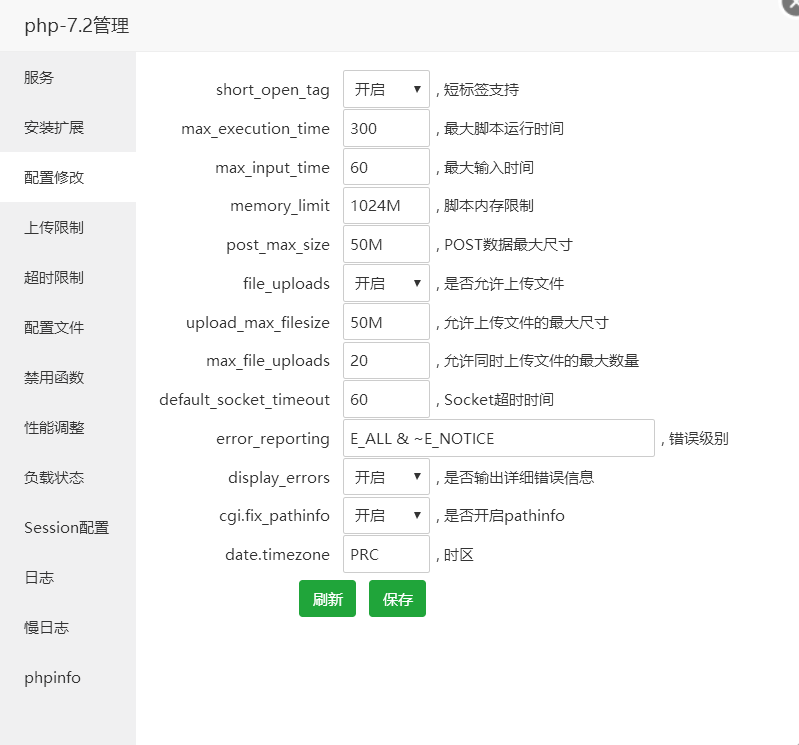 php-7.2管理
服务
安装扩展
配置修改
上传限制
超时限制
配置文件
禁用函数
性能调整
负载状态
Session配置
日志
慢日志
phpinfo
short_open_tag 开启 , 短标签支持
max_execution_time 300 , 最大脚本运行时间
max_input_time 60 , 最大输入时间
memory_limit 1024M , 脚本内存限制
post_max_size 50M , POST数据最大尺寸
file_uploads 开启 , 是否允许上传文件
upload_max_filesize 50M , 允许上传文件的最大尺寸
max_file_uploads 20 , 允许同时上传文件的最大数量
default_socket_timeout 60 , Socket超时时间
error_reporting E_ALL & ~E_NOTICE , 错误级别
display_errors 开启 , 是否输出详细错误信息
cgi.fix_pathinfo 开启 , 是否开启pathinfo
date.timezone PRC , 时区
刷新 保存